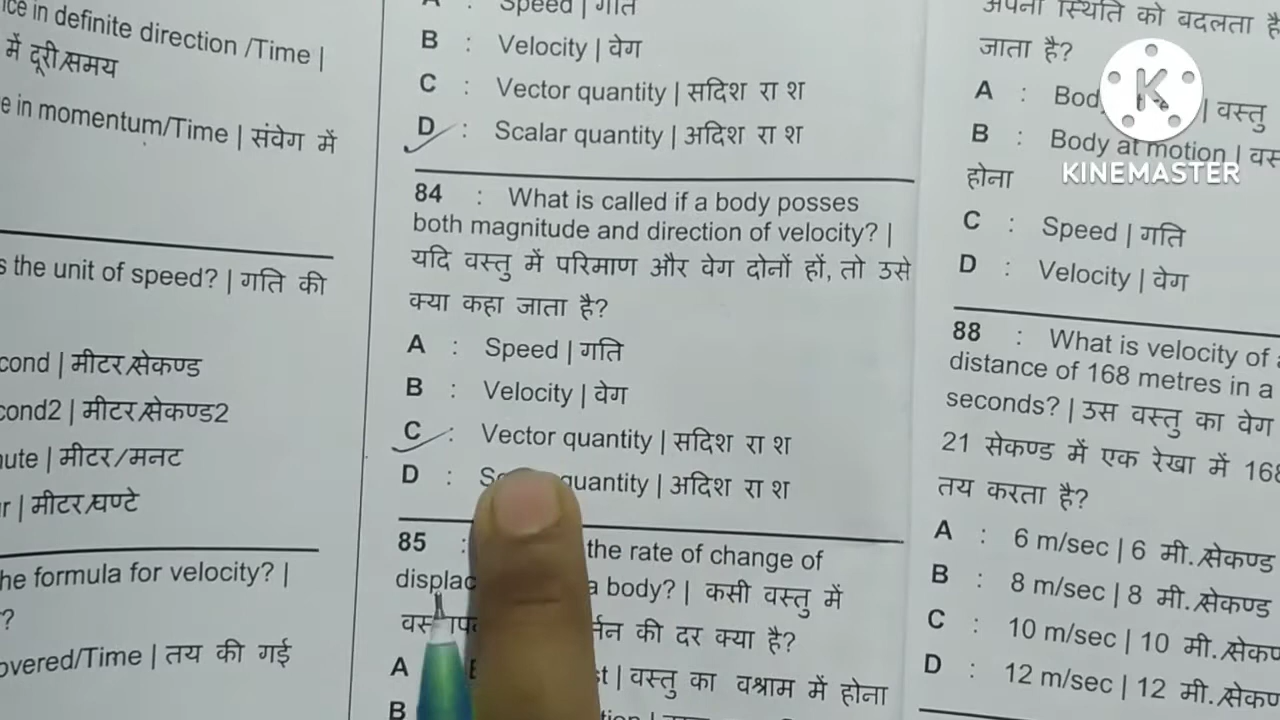 ce in definite direction /Time |
में दूरी/समय
e in momentum/Time | संवेग में
s the unit of speed? | गति की
cond | मीटर/सेकण्ड
cond2 | मीटर/सेकण्ड2
nute | मीटर/मनट
r | मीटर/घण्टे
he formula for velocity? |
?
overed/Time | तय की गई
A : Speed | गति
B : Velocity | वेग
C : Vector quantity | सदिश रा श
D : Scalar quantity | अदिश रा श
84 : What is called if a body posses
both magnitude and direction of velocity? |
यदि वस्तु में परिमाण और वेग दोनों हों, तो उसे
क्या कहा जाता है?
A : Speed | गति
B : Velocity | वेग
C : Vector quantity | सदिश रा श
D : quantity | अदिश रा श
85 : the rate of change of
displac a body? | कसी वस्तु में
की दर क्या है?
A st | वस्तु का वश्राम में होना
B
अपनी स्थिति को बदलता है
जाता है?
A : | वस्तु
B : Body at motion | वस
होना
C : Speed | गति
D : Velocity | वेग
88 : What is velocity of a
distance of 168 metres in a
seconds? | उस वस्तु का वेग
21 सेकण्ड में एक रेखा में 168
तय करता है?
A : 6 m/sec | 6 मी./सेकण्ड
B : 8 m/sec | 8 मी./सेकण्ड
C : 10 m/sec | 10 मी./सेकण
D : 12 m/sec | 12 मी./सेकण
K
KINEMASTER